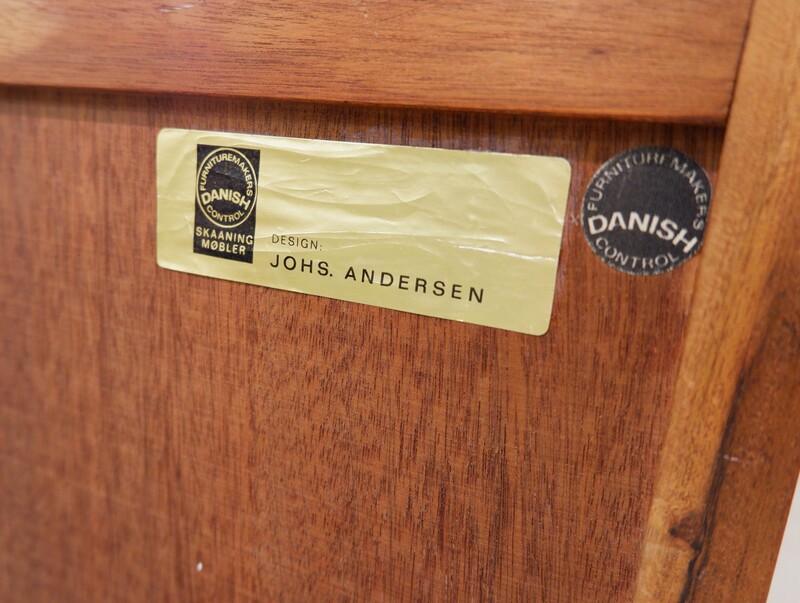 FURNITUREMAKERS
DANISH
CONTROL
SKAANING
MØBLER
DESIGN:
JOHS. ANDERSEN
FURNITUREMAKERS
DANISH
CONTROL